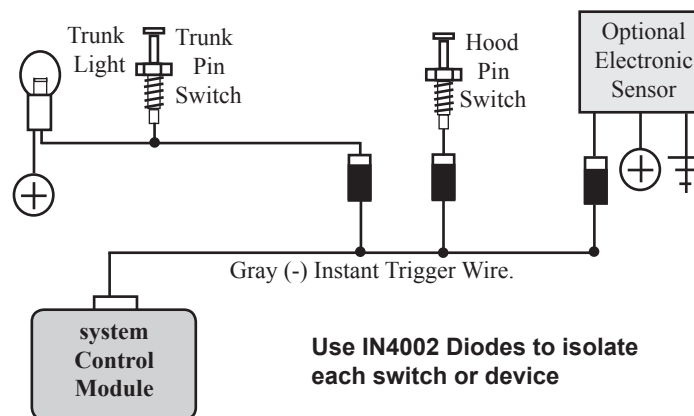 Trunk
Light
Trunk
Pin
Switch
Hood
Pin
Switch
Optional
Electronic
Sensor
Gray (-) Instant Trigger Wire.
system
Control
Module
Use IN4002 Diodes to isolate
each switch or device